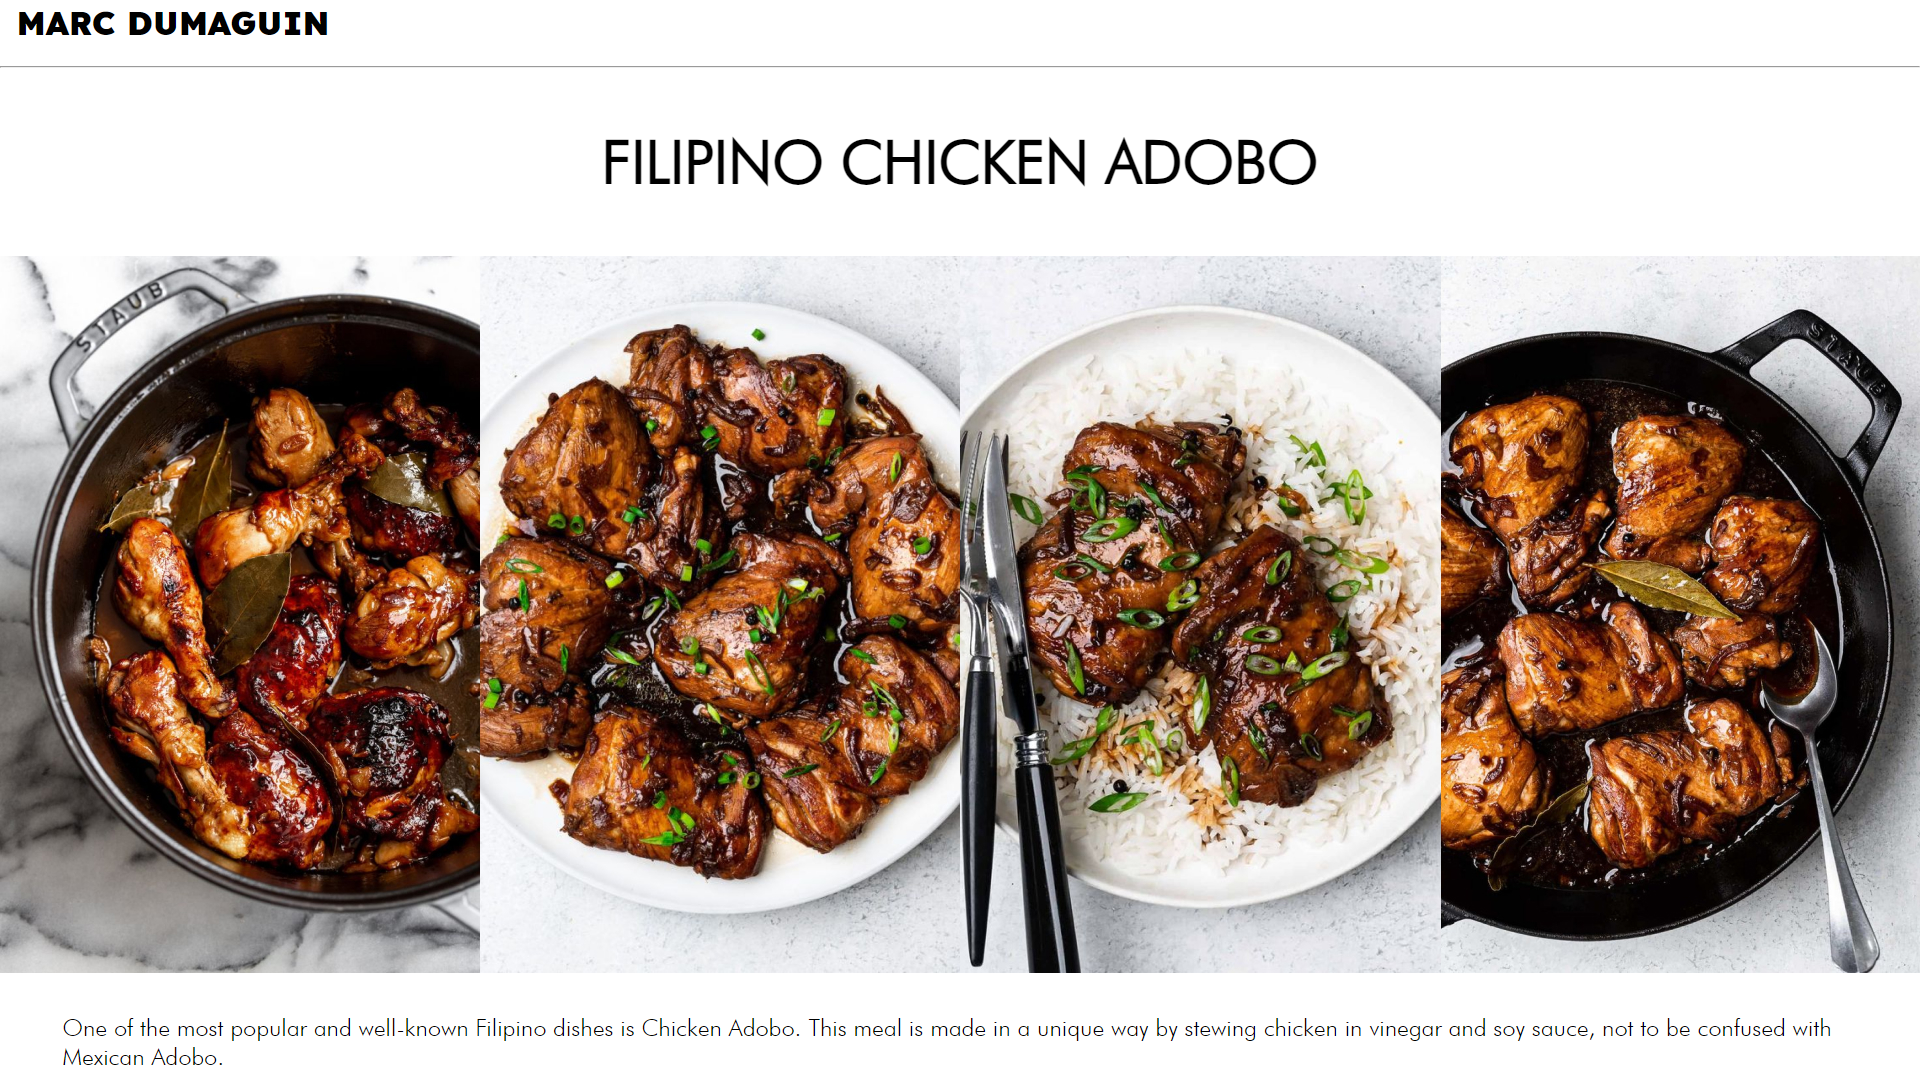 MARC DUMAGUIN
FILIPINO CHICKEN ADOBO
STAUB
STAUB
One of the most popular and well-known Filipino dishes is Chicken Adobo. This meal is made in a unique way by stewing chicken in vinegar and soy sauce, not to be confused with
Mexican Adobo.